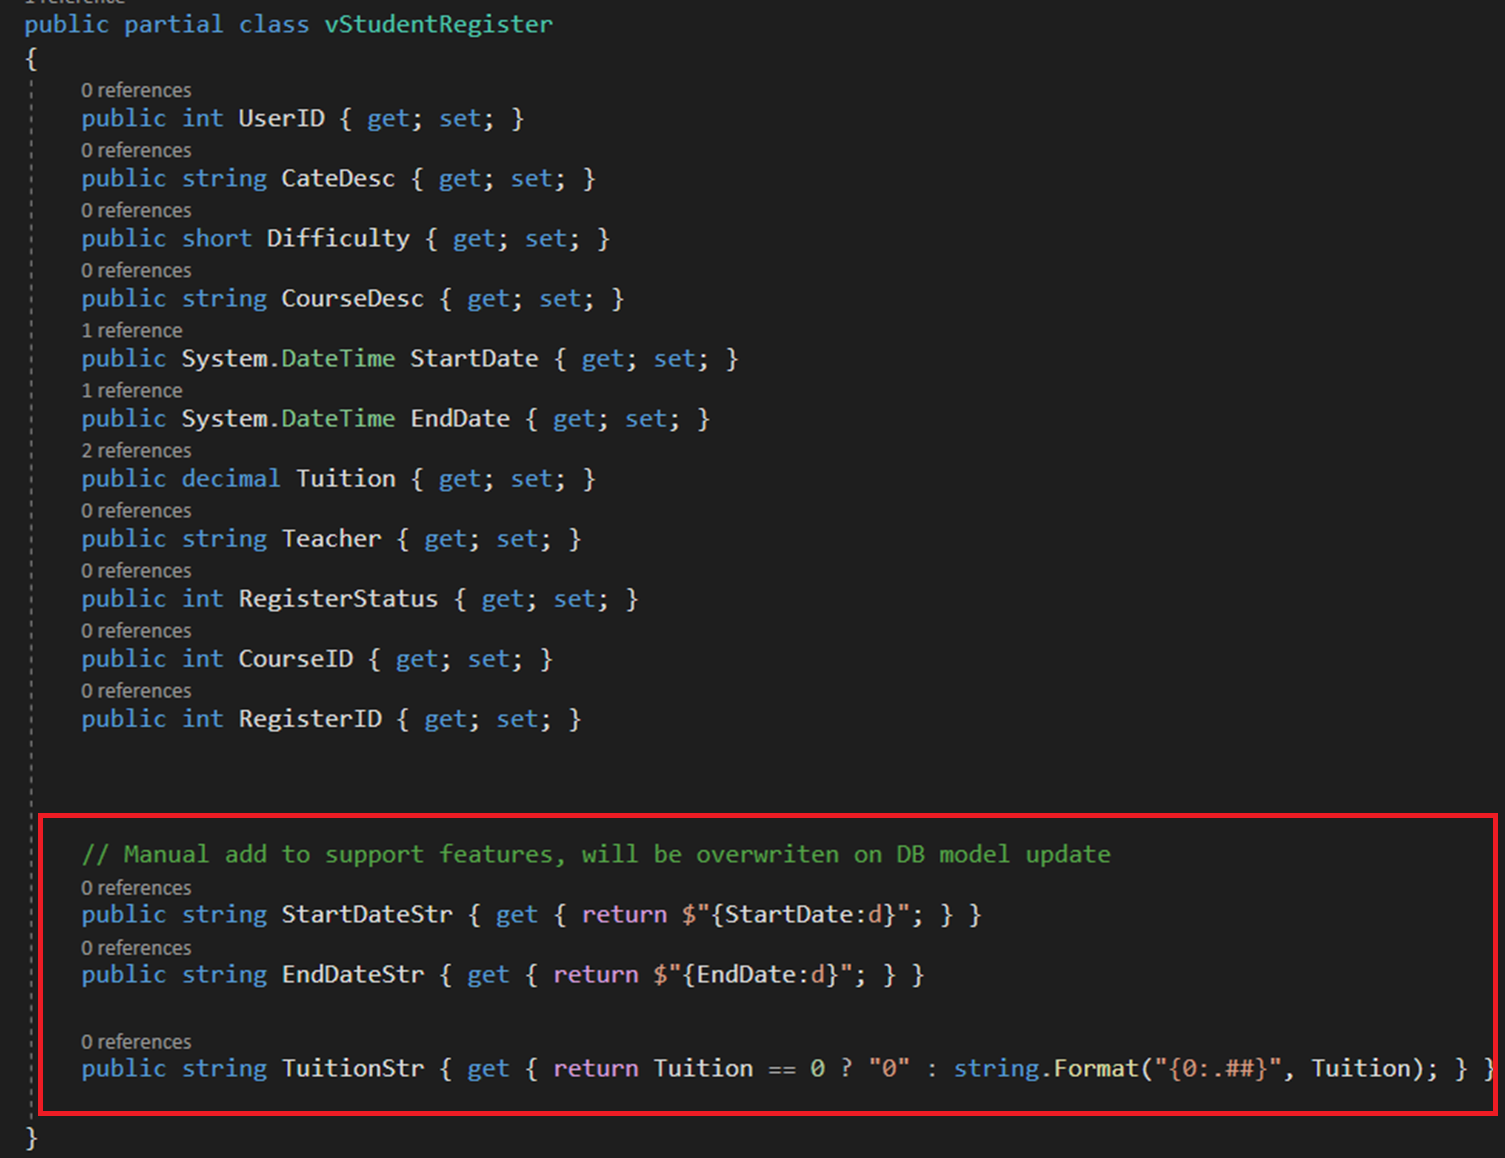 1 reference
public partial class vStudentRegister
{
0 references
public int UserID { get; set; }
0 references
public string CateDesc { get; set; }
0 references
public short Difficulty { get; set; }
0 references
public string CourseDesc { get; set; }
1 reference
public System.DateTime StartDate { get; set; }
1 reference
public System.DateTime EndDate { get; set; }
2 references
public decimal Tuition { get; set; }
0 references
public string Teacher { get; set; }
0 references
public int RegisterStatus { get; set; }
0 references
public int CourseID { get; set; }
0 references
public int RegisterID { get; set; }
// Manual add to support features, will be overwriten on DB model update
0 references
public string StartDateStr { get { return $"{StartDate:d}"; } }
0 references
public string EndDateStr { get { return $"{EndDate:d}"; } }
0 references
public string TuitionStr { get { return Tuition == 0 ? "0" : string.Format("{0:.##}", Tuition); } }
}